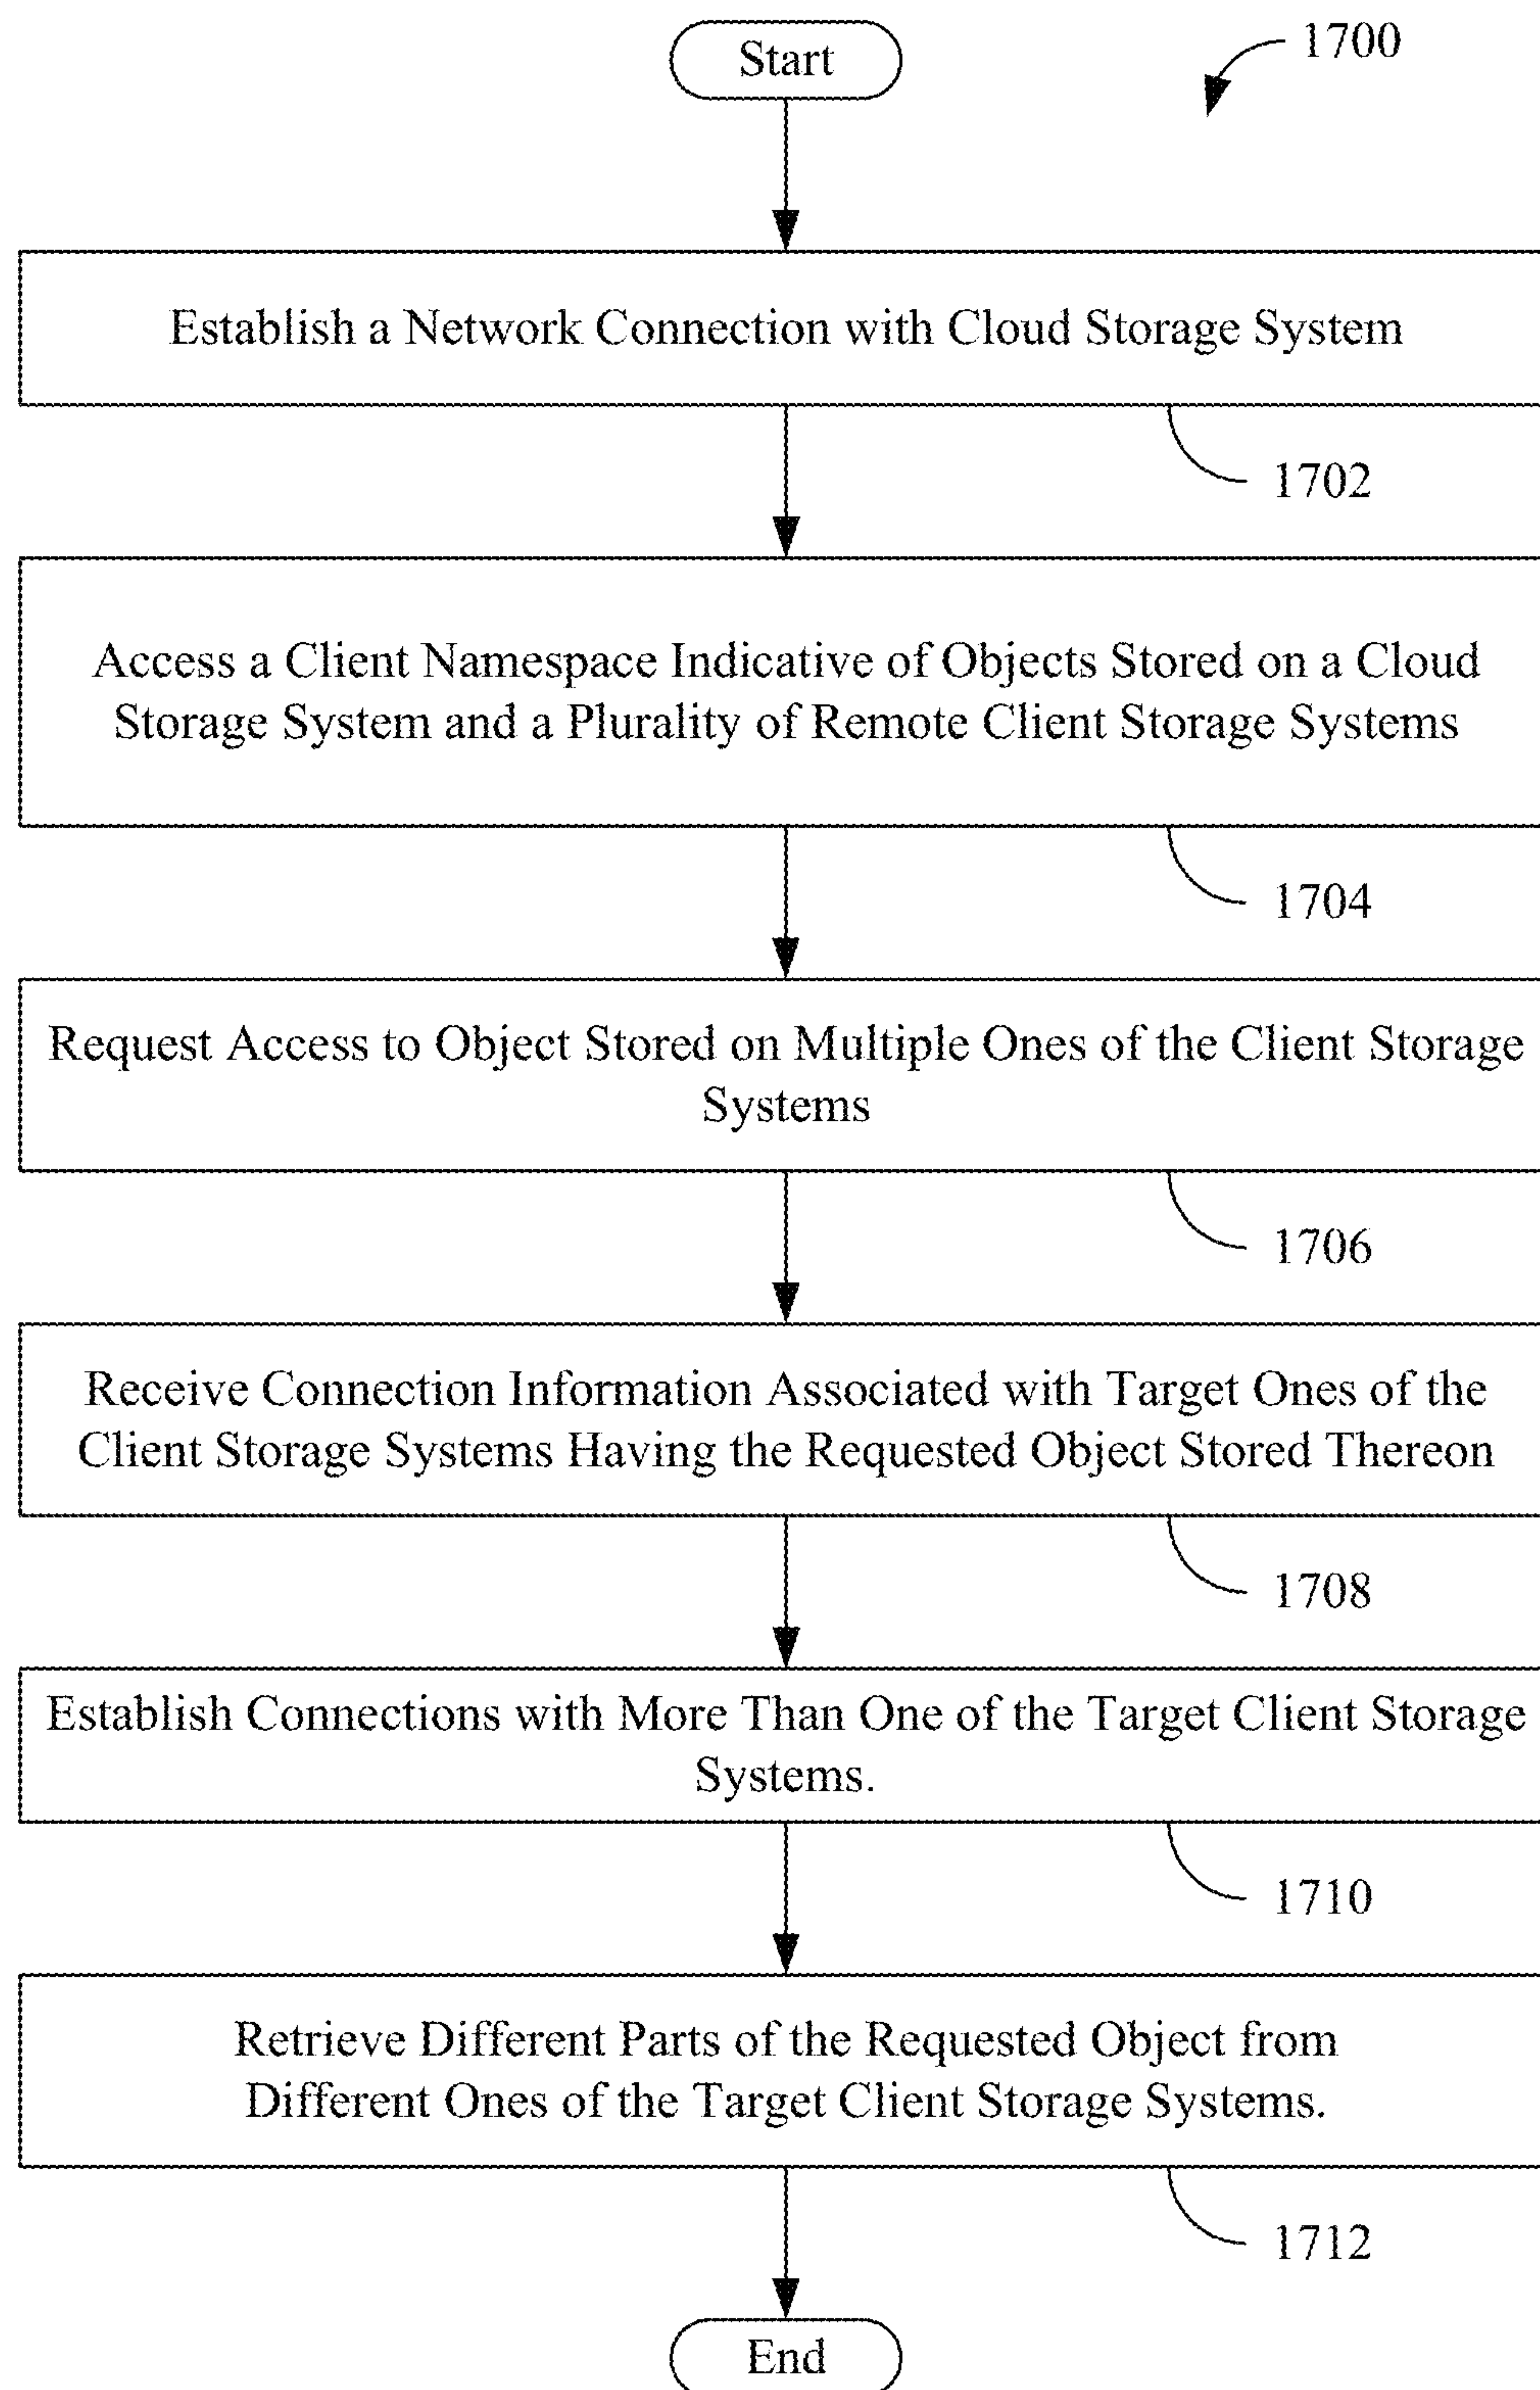 Start
1700
Establish a Network Connection with Cloud Storage System
1702
Access a Client Namespace Indicative of Objects Stored on a Cloud
Storage System and a Plurality of Remote Client Storage Systems
1704
Request Access to Object Stored on Multiple Ones of the Client Storage
Systems
1706
Receive Connection Information Associated with Target Ones of the
Client Storage Systems Having the Requested Object Stored Thereon
1708
Establish Connections with More Than One of the Target Client Storage
Systems.
1710
Retrieve Different Parts of the Requested Object from
Different Ones of the Target Client Storage Systems.
1712
End